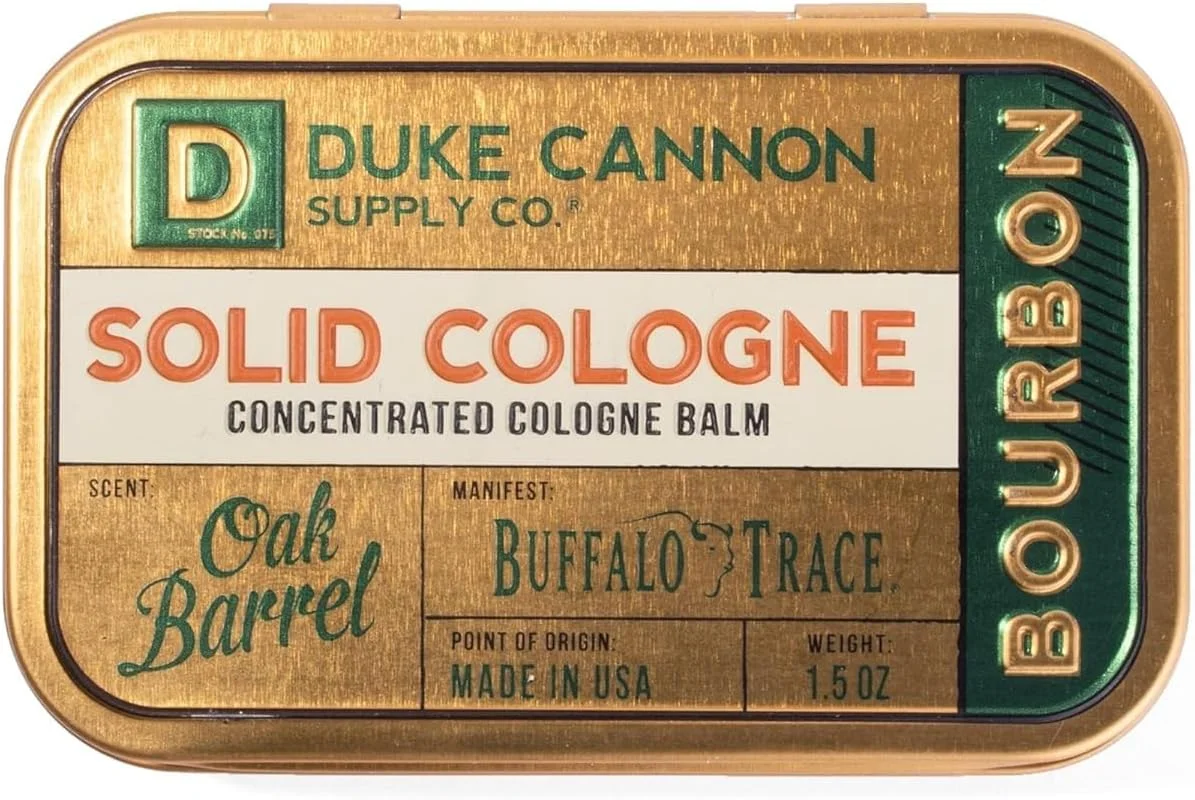 D
STOCK No. 075
DUKE CANNON
SUPPLY CO.®
SOLID COLOGNE
CONCENTRATED COLOGNE BALM
SCENT:
Oak
Barrel
MANIFEST:
BUFFALO TRACE
POINT OF ORIGIN:
MADE IN USA
WEIGHT:
1.5 OZ
BOURBON